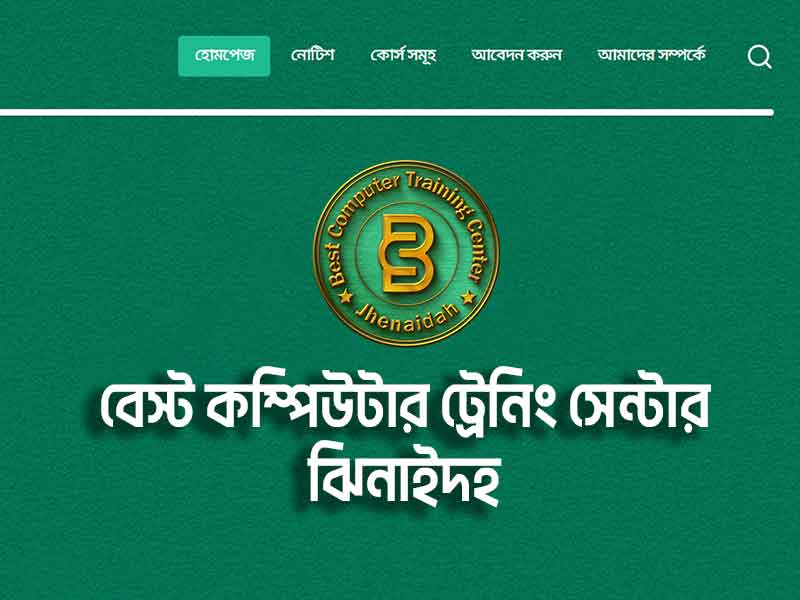 হোমপেজ নোটিশ কোর্স সমূহ আবেদন করুন আমাদের সম্পর্কে
Best Computer Training Center
Jhenaidah
বেস্ট কম্পিউটার ট্রেনিং সেন্টার
ঝিনাইদহ